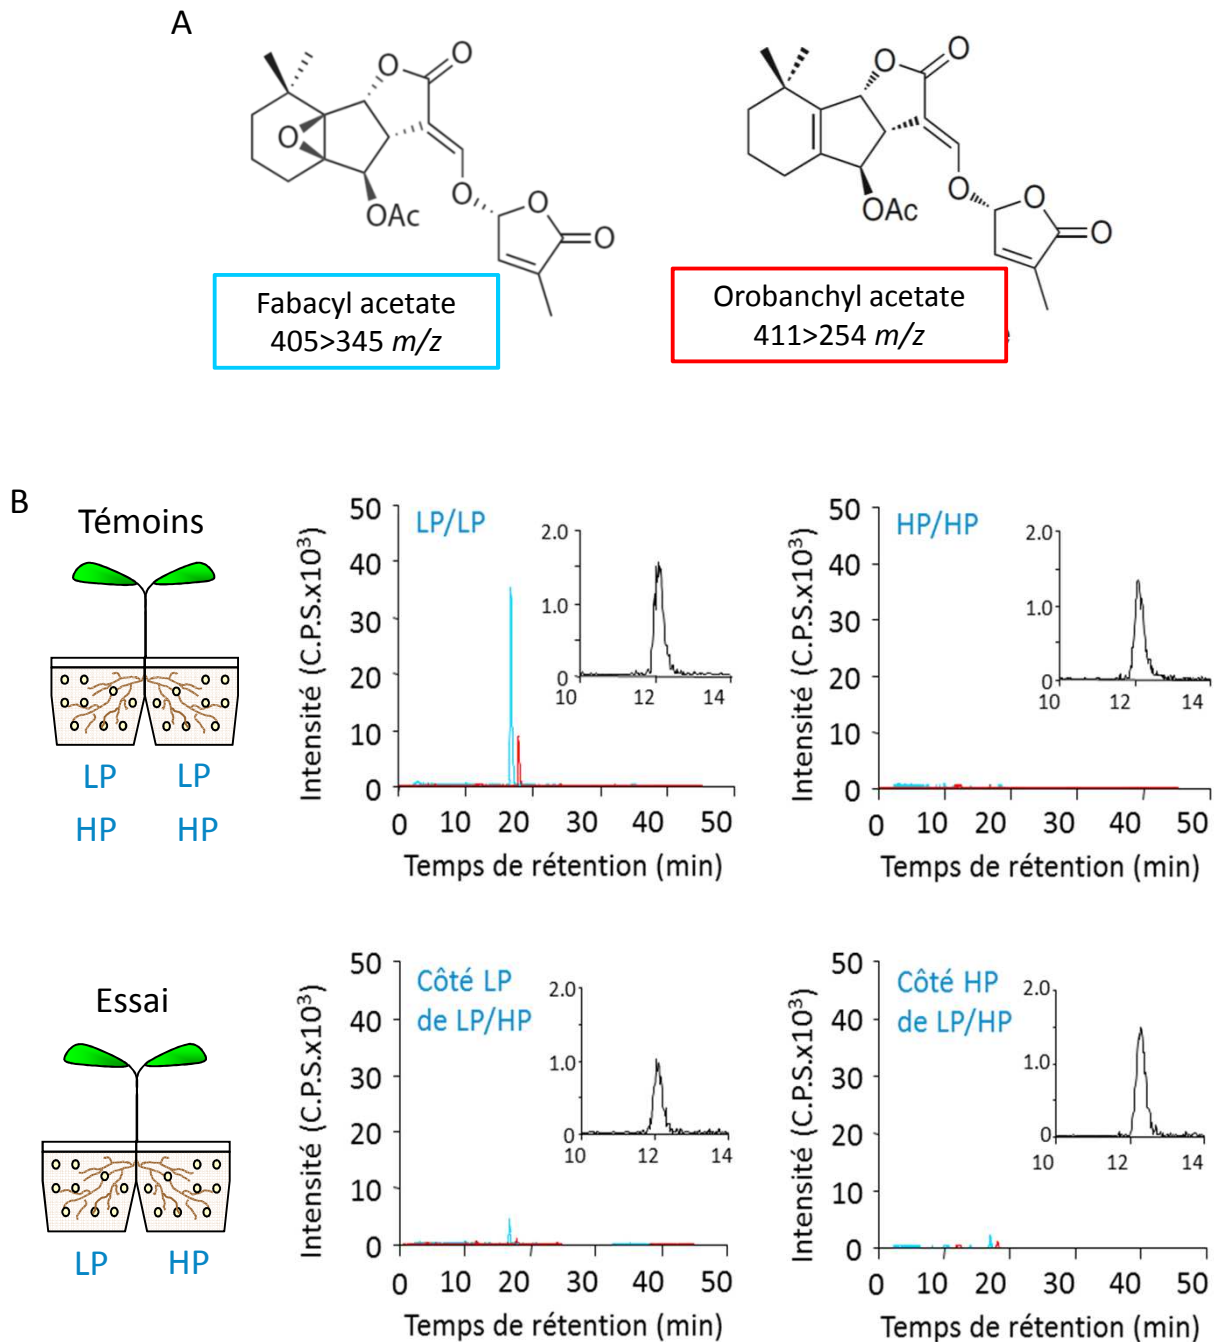 A
O
O
O
O
O
O
OAc
O
O
O
O
O
OAc
Fabacyl acetate
405>345 m/z
Orobanchyl acetate
411>254 m/z
B
Témoins
LP LP
HP HP
Intensité (C.P.S.x10³)
50
40
30
20
10
0
LP/LP
2.0
1.0
0
10 12 14
0 10 20 30 40 50
Temps de rétention (min)
Intensité (C.P.S.x10³)
50
40
30
20
10
0
HP/HP
2.0
1.0
0
10 12 14
0 10 20 30 40 50
Temps de rétention (min)
Essai
LP HP
Intensité (C.P.S.x10³)
50
40
30
20
10
0
Côté LP
de LP/HP
2.0
1.0
0
10 12 14
0 10 20 30 40 50
Temps de rétention (min)
Intensité (C.P.S.x10³)
50
40
30
20
10
0
Côté HP
de LP/HP
2.0
1.0
0
10 12 14
0 10 20 30 40 50
Temps de rétention (min)